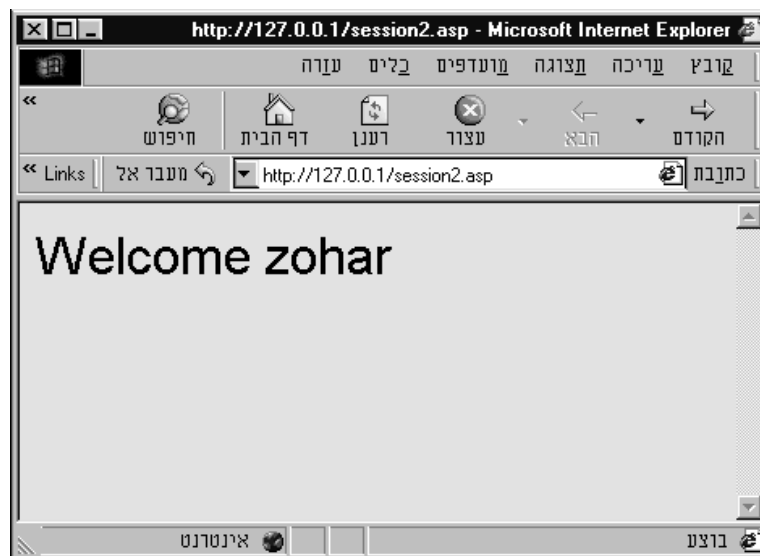 http://127.0.0.1/session2.asp - Microsoft Internet Explorer
קובץ עריכה תצוגה מועדפים כלים עזרה
הקודם הבא עצור רענן דף הבית חיפוש »
כתובת http://127.0.0.1/session2.asp מעבר אל Links »
Welcome zohar
בוצע אינטרנט